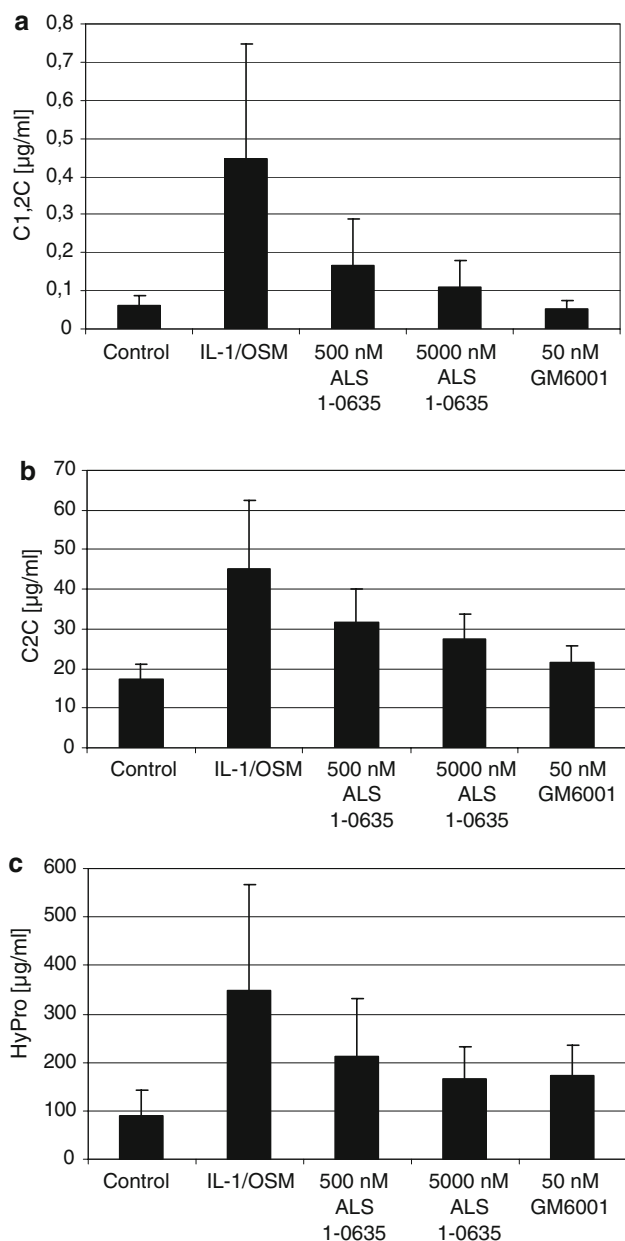 a
C1,2C [µg/ml]
0,8
0,7
0,6
0,5
0,4
0,3
0,2
0,1
0
Control IL-1/OSM 500 nM 5000 nM 50 nM
ALS ALS GM6001
1-0635 1-0635
b
C2C [µg/ml]
70
60
50
40
30
20
10
0
Control IL-1/OSM 500 nM 5000 nM 50 nM
ALS ALS GM6001
1-0635 1-0635
c
HyPro [µg/ml]
600
500
400
300
200
100
0
Control IL-1/OSM 500 nM 5000 nM 50 nM
ALS ALS GM6001
1-0635 1-0635